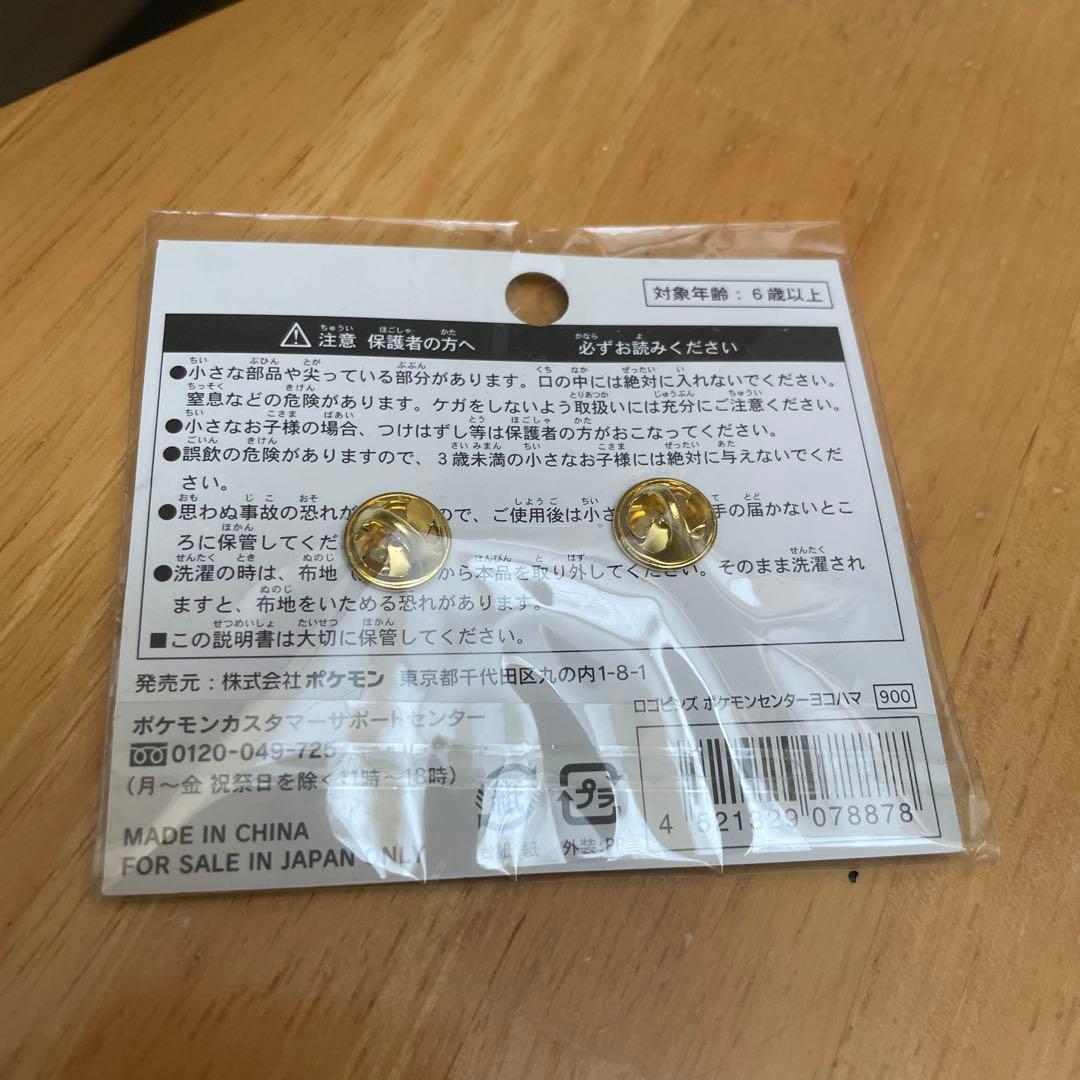 対象年齢：6歳以上
⚠注意 保護者の方へ 必ずお読みください
●小さな部品や尖っている部分があります。口の中には絶対に入れないでください。
窒息などの危険があります。ケガをしないよう取扱いには充分にご注意ください。
●小さなお子様の場合、つけはずし等は保護者の方がおこなってください。
●誤飲の危険がありますので、3歳未満の小さなお子様には絶対に与えないでくだ
さい。
●思わぬ事故の恐れが ので、ご使用後は小さ 手の届かないとこ
ろに保管してくだ
●洗濯の時は、布地 から本品を取り外してください。そのまま洗濯され
ますと、布地をいためる恐れがあります。
■この説明書は大切に保管してください。
発売元：株式会社ポケモン 東京都千代田区丸の内1-8-1
ロゴピンズ ポケモンセンターヨコハマ 900
ポケモンカスタマーサポートセンター
0120-049-725
（月～金 祝祭日を除く11時～18時）
MADE IN CHINA
FOR SALE IN JAPAN ONLY
紙
台紙:紙
プラ
外装:PP
4 521329 078878